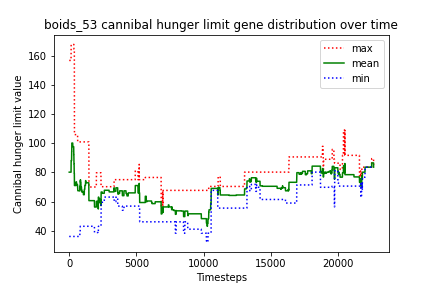 boids_53 cannibal hunger limit gene distribution over time
max
mean
min
Cannibal hunger limit value
160
140
120
100
80
60
40
0
5000
10000
15000
20000
Timesteps